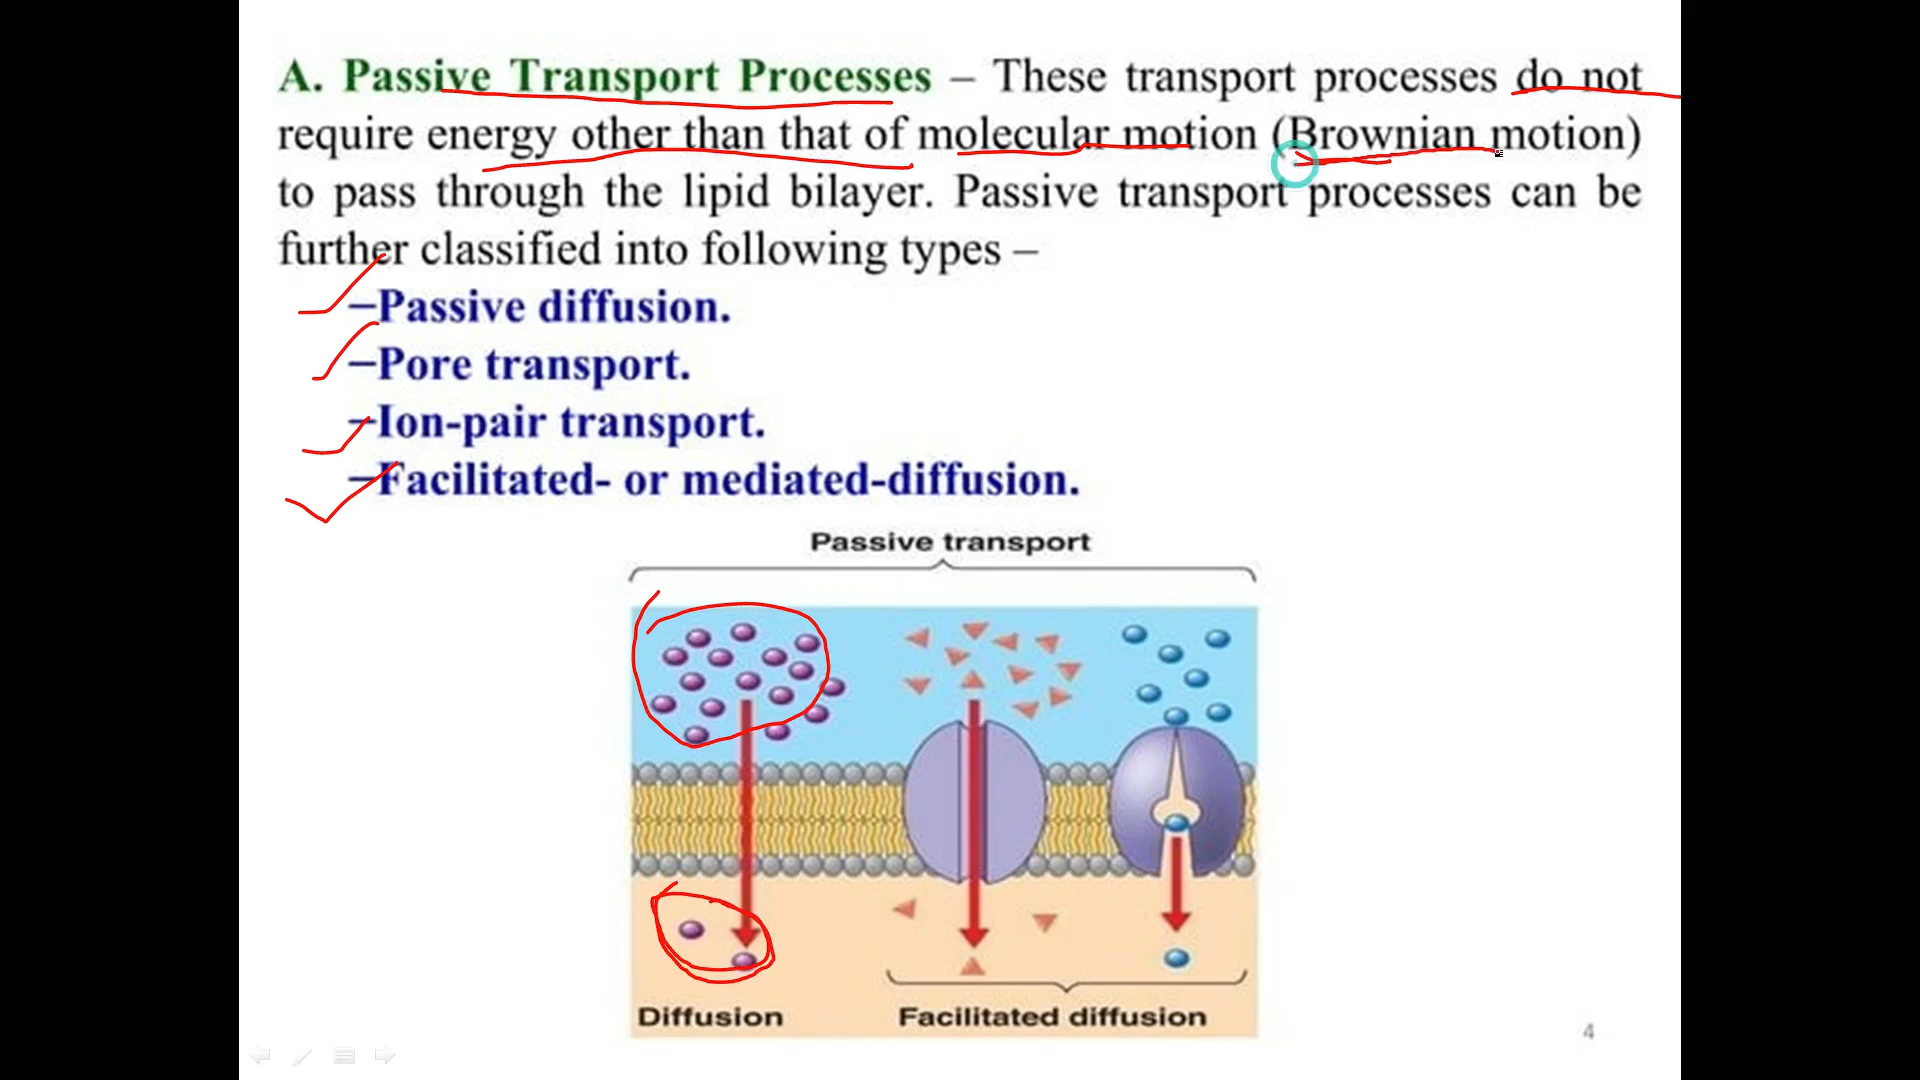 A. Passive Transport Processes – These transport processes do not
require energy other than that of molecular motion (Brownian motion)
to pass through the lipid bilayer. Passive transport processes can be
further classified into following types –
–Passive diffusion.
–Pore transport.
–Ion-pair transport.
–Facilitated- or mediated-diffusion.
Passive transport
Diffusion
Facilitated diffusion
4